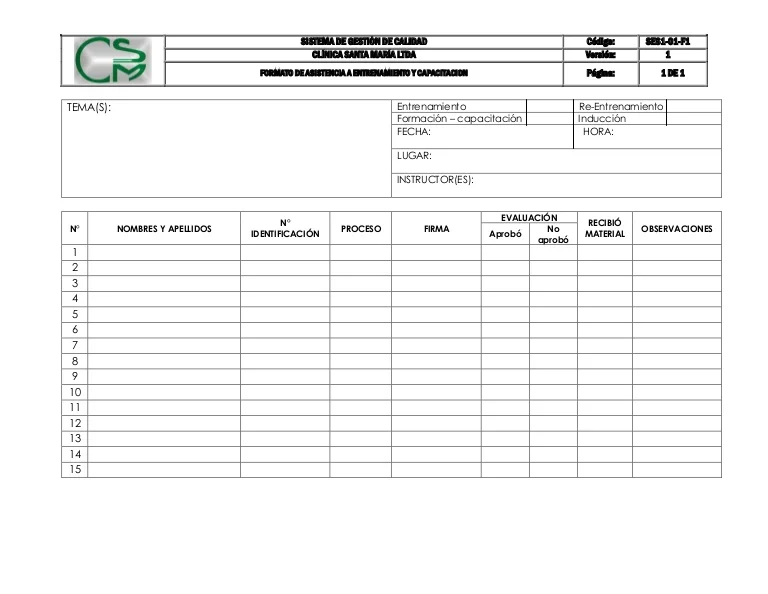 CSM
SISTEMA DE GESTIÓN DE CALIDAD
Código:
SES1-01-F1
CLÍNICA SANTA MARÍA LTDA
Versión:
1
FORMATO DE ASISTENCIA A ENTRENAMIENTO Y CAPACITACION
Página:
1 DE 1
TEMA(S):
Entrenamiento
Re-Entrenamiento
Formación – capacitación
Inducción
FECHA:
HORA:
LUGAR:
INSTRUCTOR(ES):
N°
NOMBRES Y APELLIDOS
N°
IDENTIFICACIÓN
PROCESO
FIRMA
EVALUACIÓN
Aprobó
No
aprobó
RECIBIÓ
MATERIAL
OBSERVACIONES
1
2
3
4
5
6
7
8
9
10
11
12
13
14
15